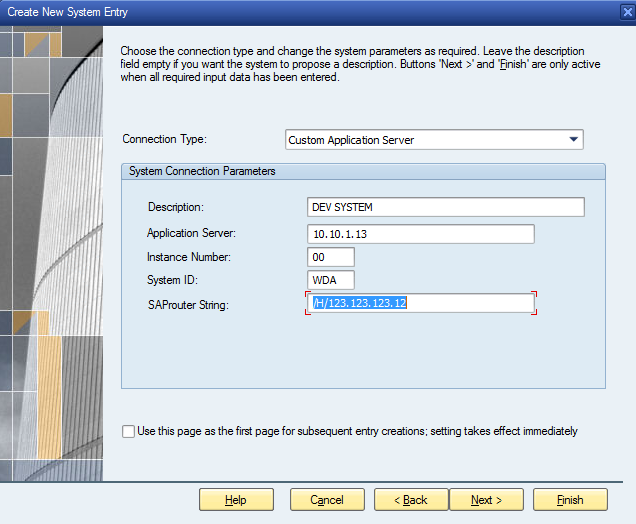 Create New System Entry
Choose the connection type and change the system parameters as required. Leave the description
field empty if you want the system to propose a description. Buttons 'Next >' and 'Finish' are only active
when all required input data has been entered.
Connection Type: Custom Application Server
System Connection Parameters
Description: DEV SYSTEM
Application Server: 10.10.1.13
Instance Number: 00
System ID: WDA
SAProuter String: /H/123.123.123.12
Use this page as the first page for subsequent entry creations; setting takes effect immediately
Help Cancel < Back Next > Finish